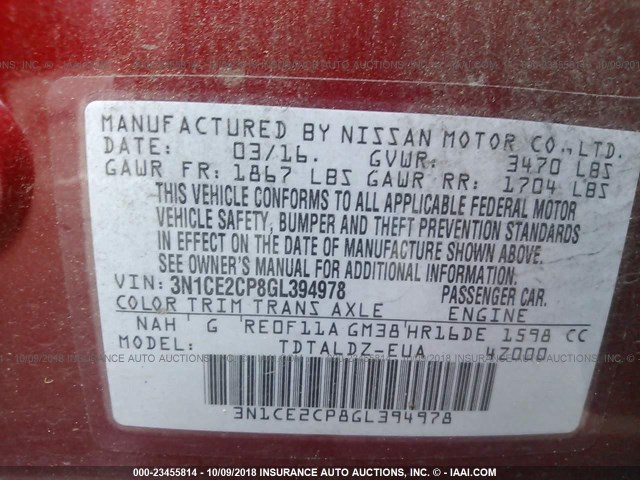 MANUFACTURED BY NISSAN MOTOR CO., LTD.
DATE: 03/16. GVWR: 3470 LBS
GAWR FR: 1867 LBS GAWR RR: 1704 LBS
THIS VEHICLE CONFORMS TO ALL APPLICABLE FEDERAL MOTOR
VEHICLE SAFETY, BUMPER AND THEFT PREVENTION STANDARDS
IN EFFECT ON THE DATE OF MANUFACTURE SHOWN ABOVE.
SEE OWNER'S MANUAL FOR ADDITIONAL INFORMATION.
VIN: 3N1CE2CP8GL394978 PASSENGER CAR.
COLOR TRIM TRANS AXLE ENGINE
NAH G RE0F11A GM38 HR16DE 1598 CC
MODEL: TDTALDZ-EUA 42000
3N1CE2CP8GL394978
000-23455814 - 10/09/2018 INSURANCE AUTO AUCTIONS, INC. - IAAI.COM